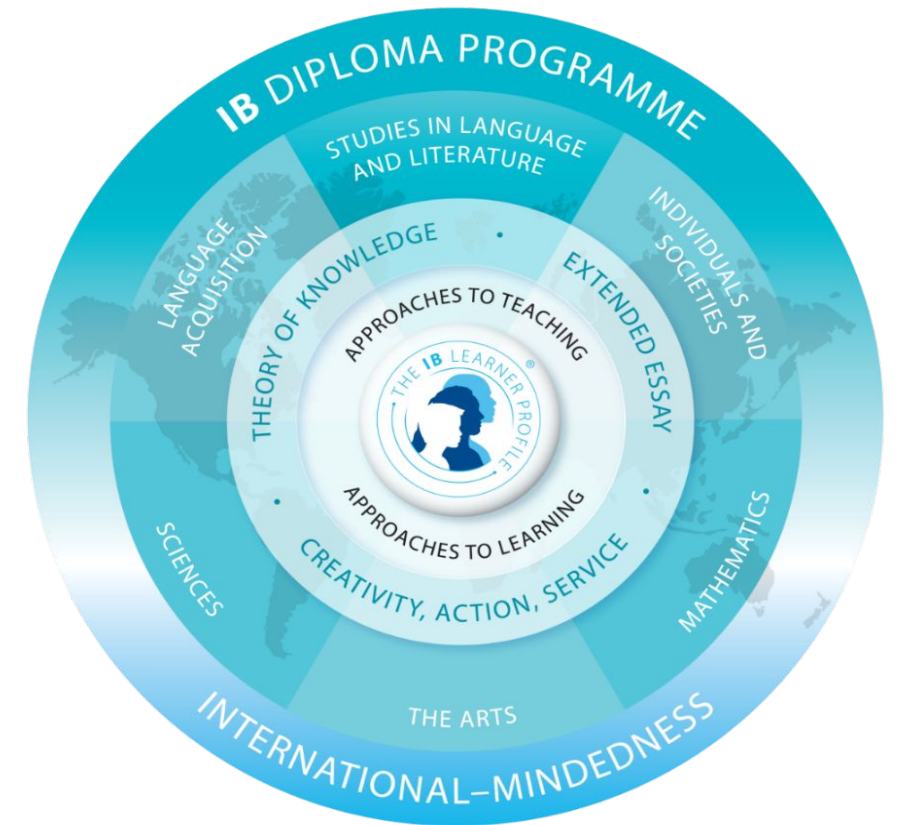 IB DIPLOMA PROGRAMME
STUDIES IN LANGUAGE
AND LITERATURE
LANGUAGE
ACQUISITION
INDIVIDUALS AND
SOCIETIES
THEORY OF KNOWLEDGE
•
EXTENDED ESSAY
APPROACHES TO TEACHING
THE IB LEARNER PROFILE®
APPROACHES TO LEARNING
•
•
CREATIVITY, ACTION, SERVICE
SCIENCES
MATHEMATICS
THE ARTS
INTERNATIONAL–MINDEDNESS